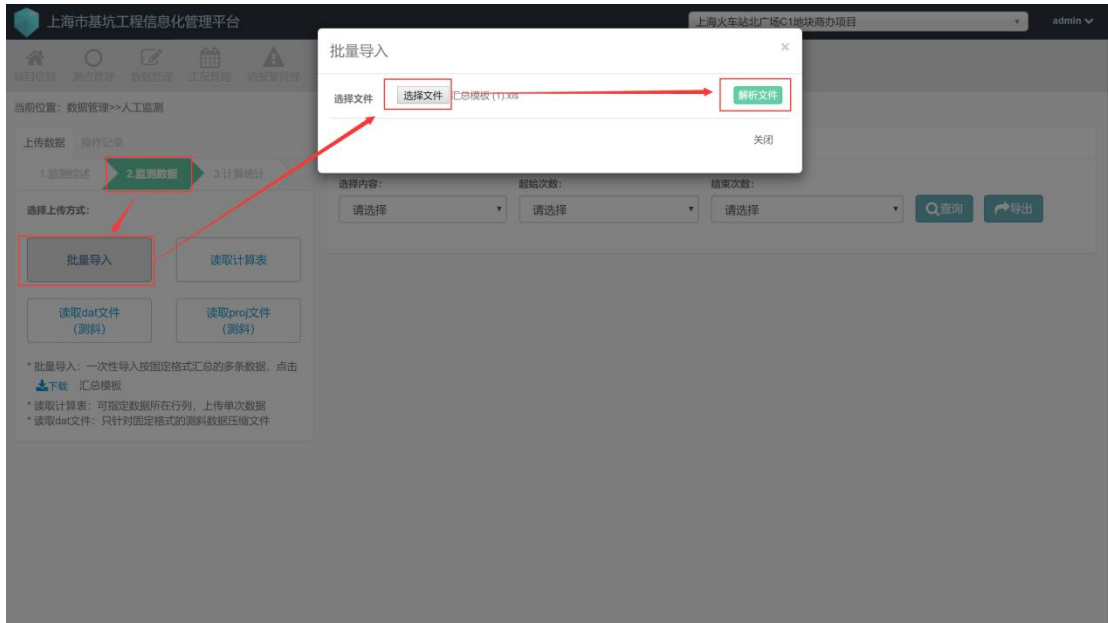 上海市基坑工程信息化管理平台
上海火车站北广场C1地块商办项目
admin
项目信息 测点管理 数据管理 工况管理 消报警管理
批量导入
×
选择文件 选择文件 汇总模板 (1).xls 解析文件
关闭
当前位置：数据管理>>人工监测
上传数据 操作记录
1.监测综述 2.监测数据 3.计算统计
选择上传方式：
批量导入 读取计算表
读取dat文件
(测斜)
读取proj文件
(测斜)
*批量导入：一次性导入按固定格式汇总的多条数据，点击
下载 汇总模板
*读取计算表：可指定数据所在行列，上传单次数据
*读取dat文件：只针对固定格式的测斜数据压缩文件
选择内容： 起始次数： 结束次数：
请选择 请选择 请选择 查询 导出